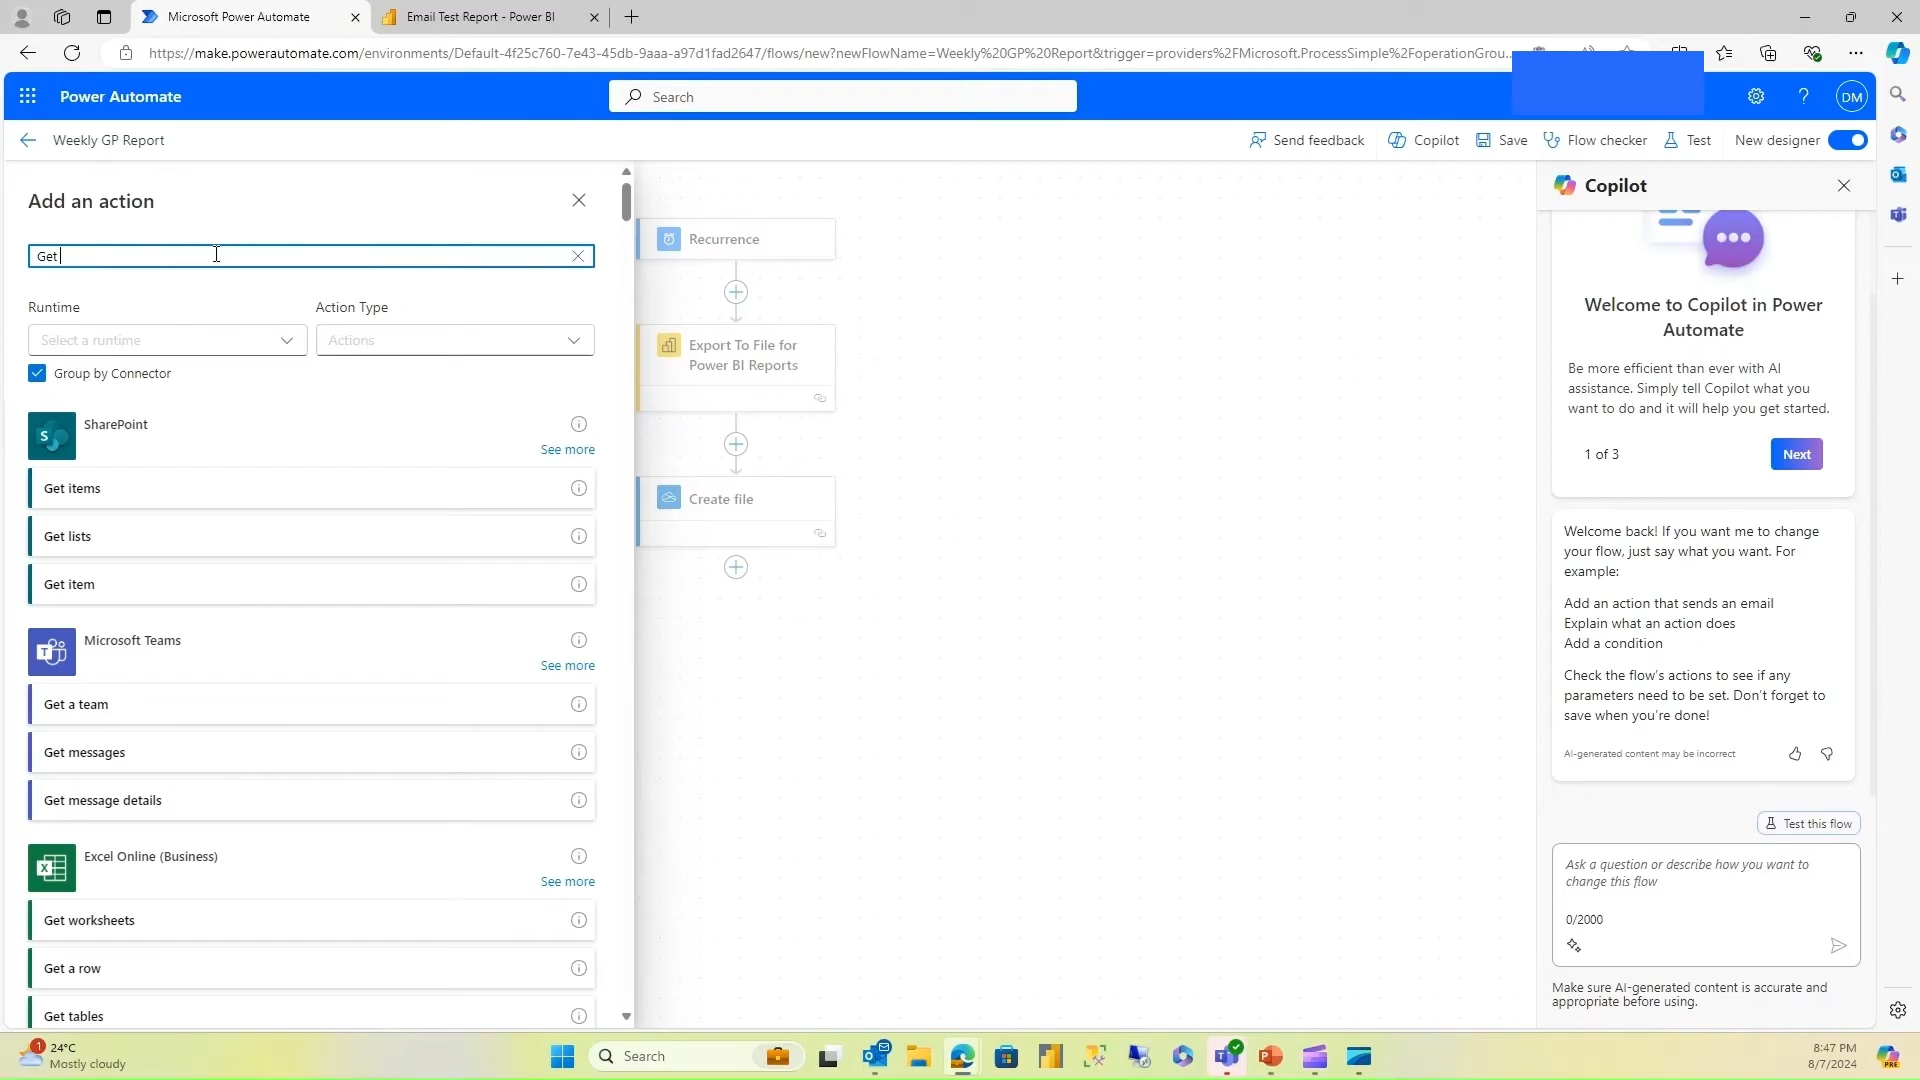 Microsoft Power Automate
Email Test Report - Power BI
https://make.powerautomate.com/environments/Default-4f25c760-7e43-45db-9aaa-a97d1fad2647/flows/new?newFlowName=Weekly%20GP%20Report&trigger=providers%2FMicrosoft.ProcessSimple%2FoperationGrou...
Power Automate
Search
DM
Weekly GP Report
Send feedback
Copilot
Save
Flow checker
Test
New designer
Add an action
Get
Runtime
Action Type
Select a runtime
Actions
Group by Connector
SharePoint
See more
Get items
Get lists
Get item
Microsoft Teams
See more
Get a team
Get messages
Get message details
Excel Online (Business)
See more
Get worksheets
Get a row
Get tables
Recurrence
Export To File for
Power BI Reports
Create file
Copilot
Welcome to Copilot in Power
Automate
Be more efficient than ever with AI
assistance. Simply tell Copilot what you
want to do and it will help you get started.
1 of 3
Next
Welcome back! If you want me to change
your flow, just say what you want. For
example:
Add an action that sends an email
Explain what an action does
Add a condition
Check the flow's actions to see if any
parameters need to be set. Don't forget to
save when you're done!
AI-generated content may be incorrect
Test this flow
Ask a question or describe how you want to
change this flow
0/2000
Make sure AI-generated content is accurate and
appropriate before using.
1
24°C
Mostly cloudy
Search
8:47 PM
8/7/2024
PRE